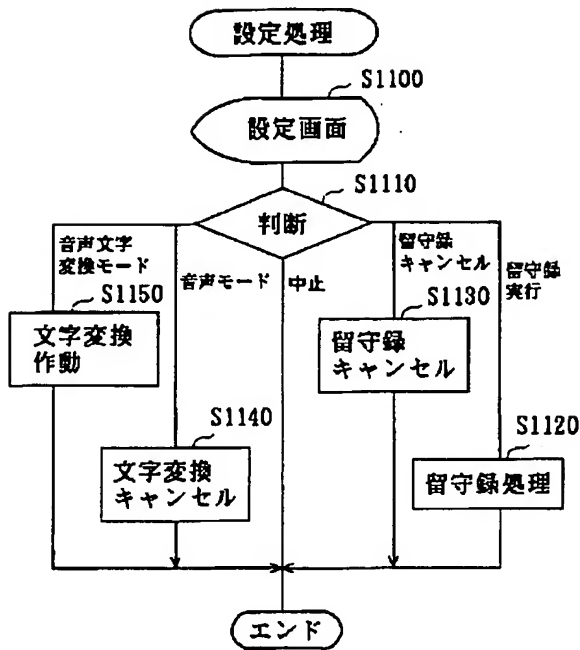 設定処理
S1100
設定画面
S1110
判断
音声文字
変換モード
音声モード
中止
留守録
キャンセル
留守録
実行
S1150
文字変換
作動
S1130
留守録
キャンセル
S1140
文字変換
キャンセル
S1120
留守録処理
エンド